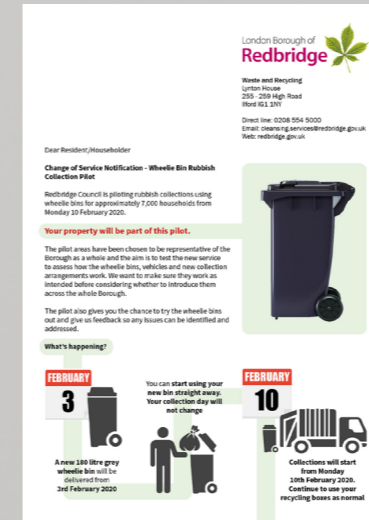 London Borough of
Redbridge
Waste and Recycling
Lynton House
255 - 259 High Road
Ilford IG1 1NY
Direct line: 0208 554 5000
Email: cleansing.services@redbridge.gov.uk
Web: redbridge.gov.uk
Dear Resident/Householder
Change of Service Notification - Wheelie Bin Rubbish
Collection Pilot
Redbridge Council is piloting rubbish collections using
wheelie bins for approximately 7,000 households from
Monday 10 February 2020.
Your property will be part of this pilot.
The pilot areas have been chosen to be representative of the
Borough as a whole and the aim is to test the new service
to assess how the wheelie bins, vehicles and new collection
arrangements work. We want to make sure they work as
intended before considering whether to introduce them
across the whole Borough.
The pilot also gives you the chance to try the wheelie bins
out and give us feedback so any issues can be identified and
addressed.
What's happening?
FEBRUARY
3
A new 180 litre grey
wheelie bin will be
delivered from
3rd February 2020
You can start using your
new bin straight away.
Your collection day will
not change
FEBRUARY
10
Collections will start
from Monday
10th February 2020.
Continue to use your
recycling boxes as normal